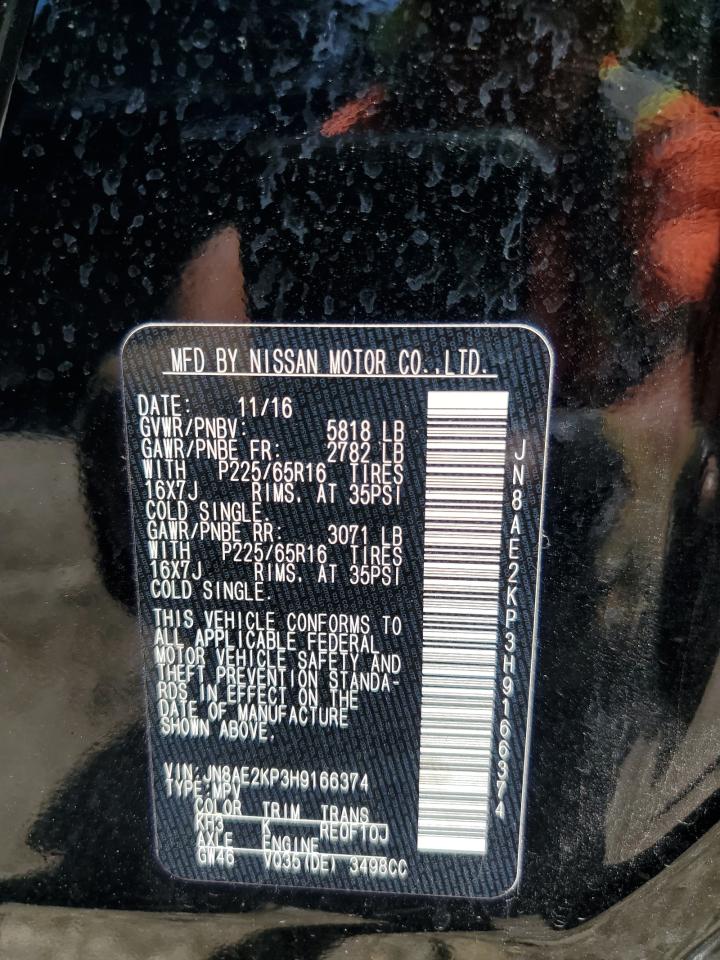 MFD BY NISSAN MOTOR CO.,LTD.
DATE: 11/16
GVWR/PNBV: 5818 LB
GAWR/PNBE FR: 2782 LB
WITH P225/65R16 TIRES
16X7J RIMS. AT 35PSI
COLD SINGLE.
GAWR/PNBE RR: 3071 LB
WITH P225/65R16 TIRES
16X7J RIMS. AT 35PSI
COLD SINGLE.
THIS VEHICLE CONFORMS TO
ALL APPLICABLE FEDERAL
MOTOR VEHICLE SAFETY AND
THEFT PREVENTION STANDA-
RDS IN EFFECT ON THE
DATE OF MANUFACTURE
SHOWN ABOVE.
VIN:JN8AE2KP3H9166374
TYPE:MPV
COLOR TRIM TRANS
KH3 K RE0F10J
AXLE ENGINE
GW46 VQ35(DE) 3498CC
JN8AE2KP3H9166374